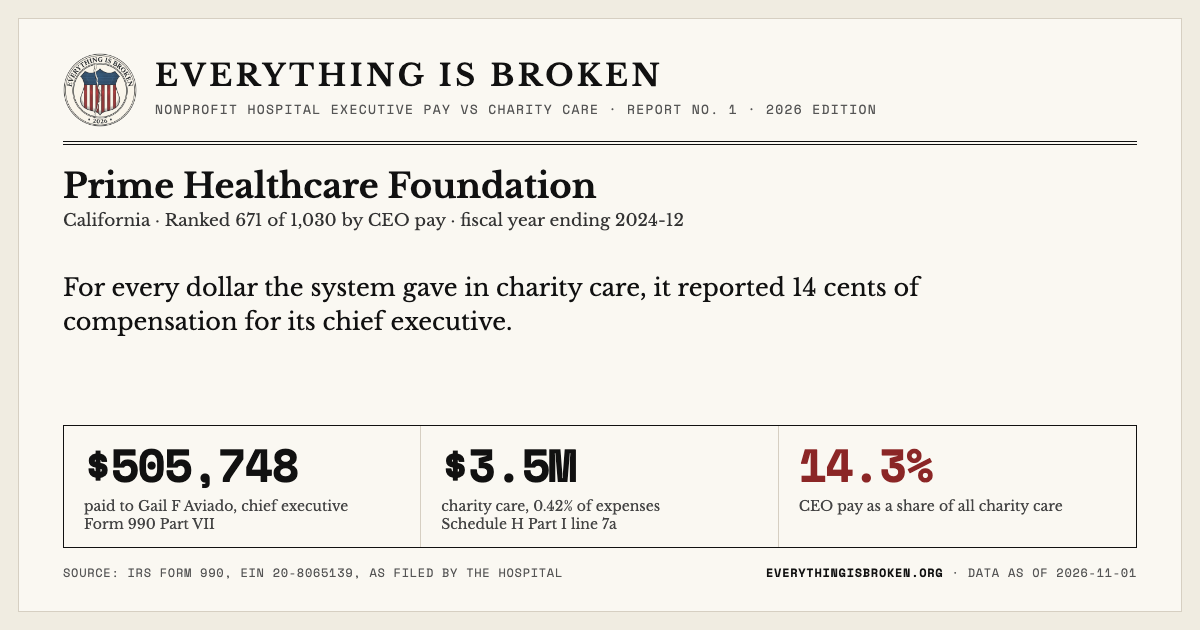 EVERYTHING IS BROKEN
2026
EVERYTHING IS BROKEN
NONPROFIT HOSPITAL EXECUTIVE PAY VS CHARITY CARE · REPORT NO. 1 · 2026 EDITION
Prime Healthcare Foundation
California · Ranked 671 of 1,030 by CEO pay · fiscal year ending 2024-12
For every dollar the system gave in charity care, it reported 14 cents of
compensation for its chief executive.
$505,748
paid to Gail F Aviado, chief executive
Form 990 Part VII
$3.5M
charity care, 0.42% of expenses
Schedule H Part I line 7a
14.3%
CEO pay as a share of all charity care
SOURCE: IRS FORM 990, EIN 20-8065139, AS FILED BY THE HOSPITAL
EVERYTHINGISBROKEN.ORG · DATA AS OF 2026-11-01